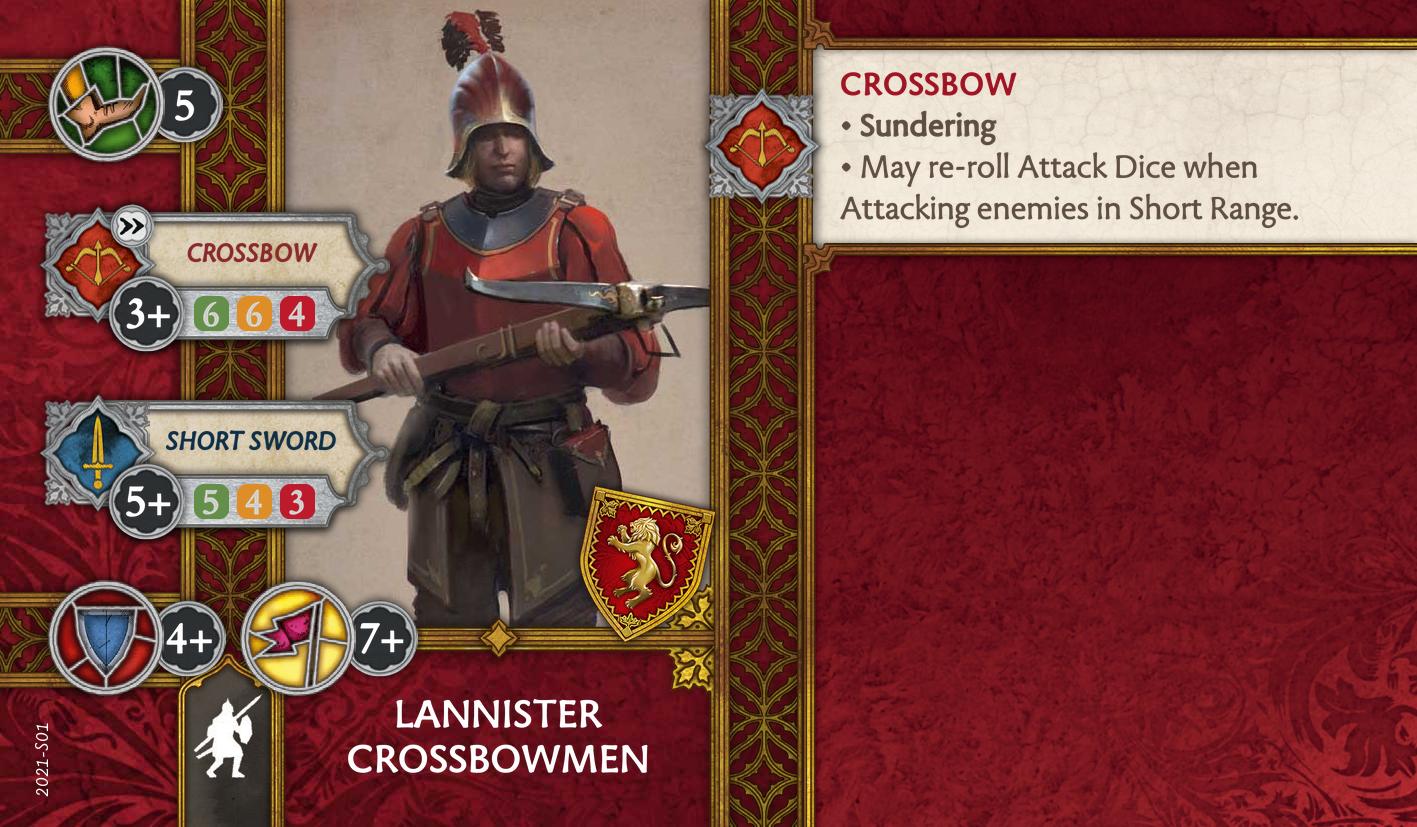 5
CROSSBOW
3+
6 6 4
SHORT SWORD
5+
5 4 3
4+
7+
LANNISTER
CROSSBOWMEN
2021-S01
CROSSBOW
• Sundering
• May re-roll Attack Dice when
Attacking enemies in Short Range.